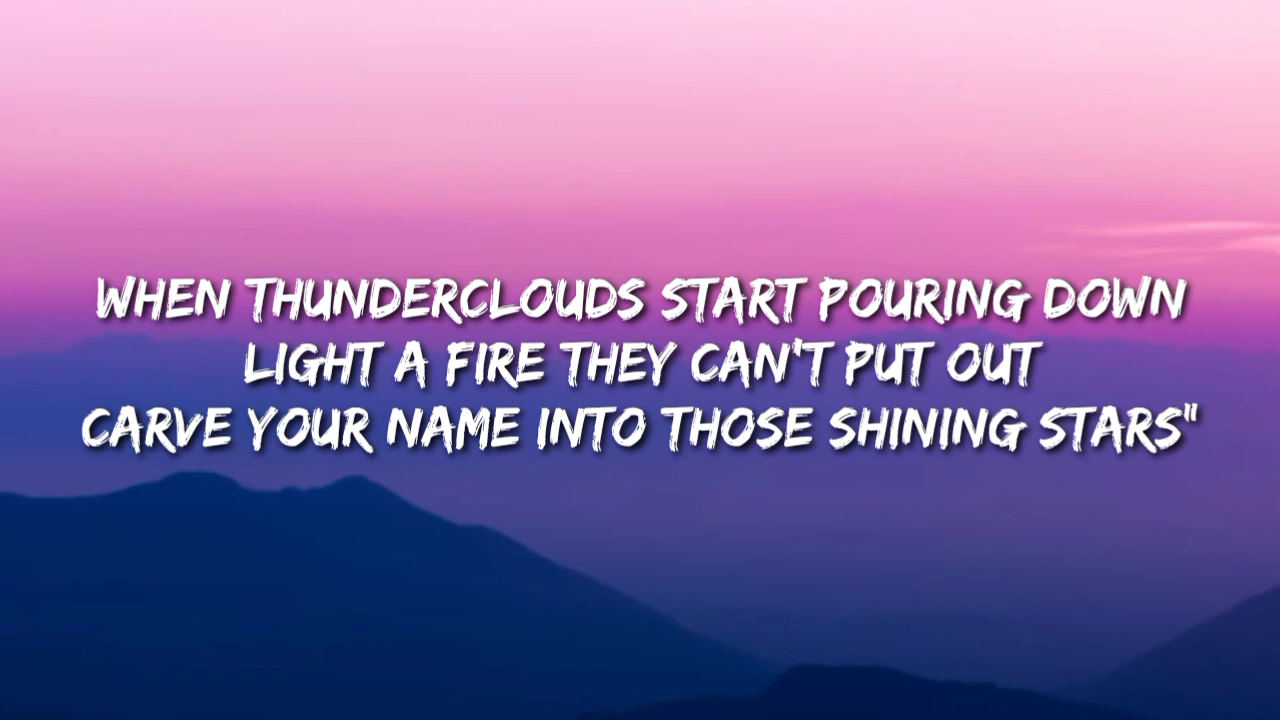 WHEN THUNDERCLOUDS START POURING DOWN
LIGHT A FIRE THEY CAN'T PUT OUT
CARVE YOUR NAME INTO THOSE SHINING STARS"